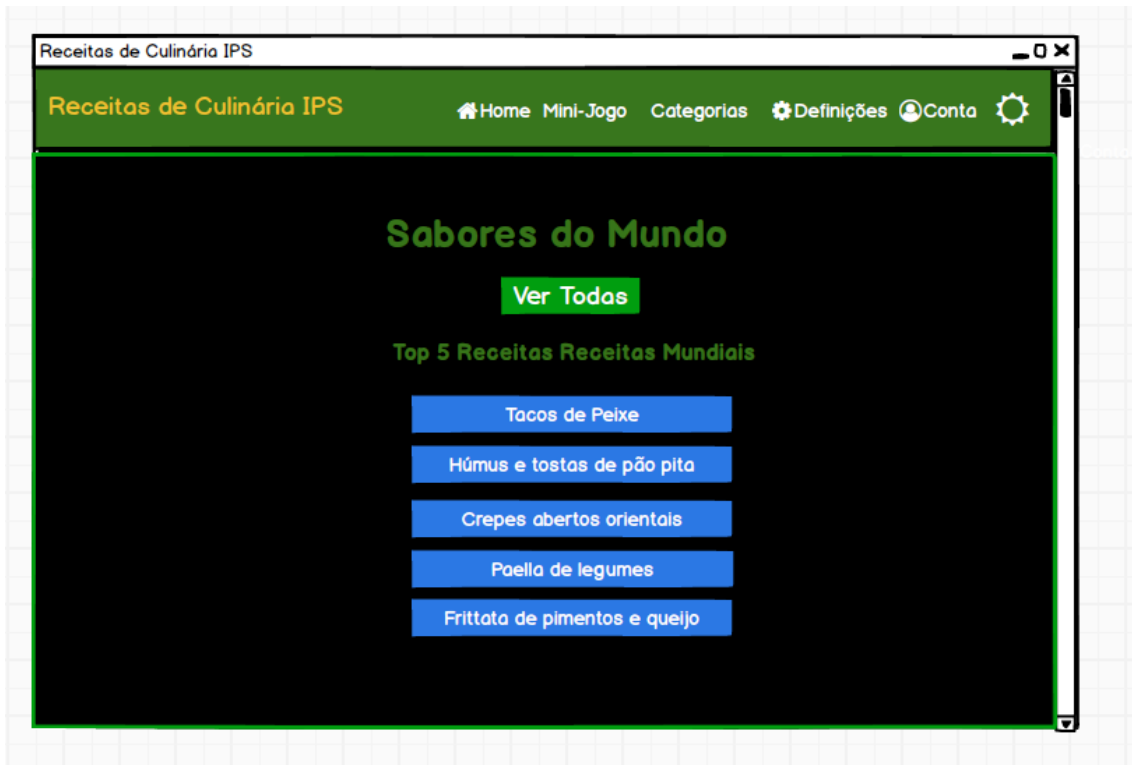 Receitas de Culinária IPS
Receitas de Culinária IPS
Home Mini-Jogo Categorias Definições Conta
Sabores do Mundo
Ver Todas
Top 5 Receitas Receitas Mundiais
Tacos de Peixe
Húmus e tostas de pão pita
Crepes abertos orientais
Paella de legumes
Frittata de pimentos e queijo